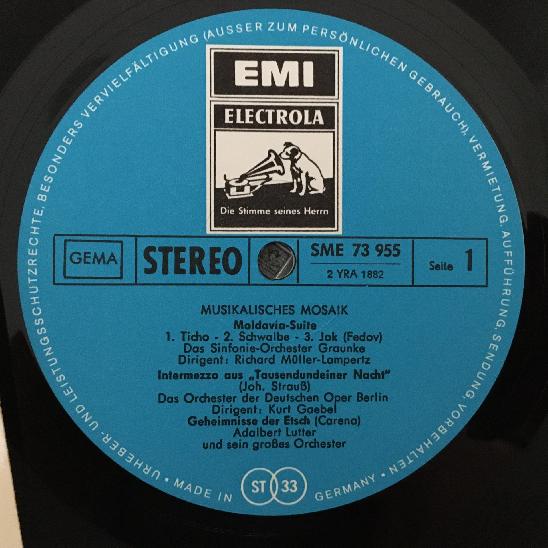 URHEBER- UND LEISTUNGSSCHUTZRECHTE, BESONDERS VERVIELFÄLTIGUNG (AUSSER ZUM PERSÖNLICHEN GEBRAUCH), VERMIETUNG, AUFFÜHRUNG, SENDUNG VORBEHALTEN
EMI
ELECTROLA
Die Stimme seines Herrn
GEMA
STEREO
SME 73 955
2 YRA 1882
Seite 1
MUSIKALISCHES MOSAIK
Moldavia-Suite
1. Ticho - 2. Schwalbe - 3. Jok (Fedov)
Das Sinfonie-Orchester Graunke
Dirigent: Richard Müller-Lampertz
Intermezzo aus „Tausendundeiner Nacht"
(Joh. Strauß)
Das Orchester der Deutschen Oper Berlin
Dirigent: Kurt Gaebel
Geheimnisse der Etsch (Carena)
Adalbert Lutter
und sein großes Orchester
• MADE IN ST 33 GERMANY •